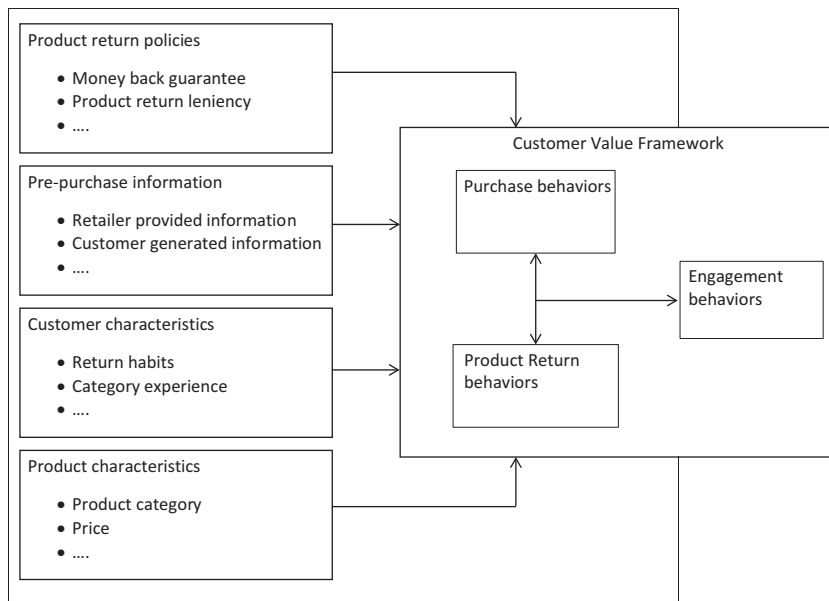 Product return policies
• Money back guarantee
• Product return leniency
• ....
Pre-purchase information
• Retailer provided information
• Customer generated information
• ....
Customer characteristics
• Return habits
• Category experience
• ....
Product characteristics
• Product category
• Price
• ....
Customer Value Framework
Purchase behaviors
Engagement
behaviors
Product Return
behaviors